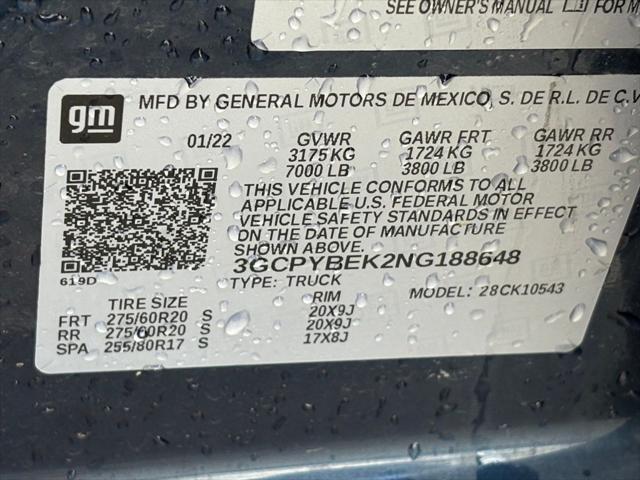 SEE OWNER'S MANUAL FOR M
gm
MFD BY GENERAL MOTORS DE MEXICO, S. DE R.L. DE C.V
01/22 GVWR GAWR FRT GAWR RR
3175 KG 1724 KG 1724 KG
7000 LB 3800 LB 3800 LB
THIS VEHICLE CONFORMS TO ALL
APPLICABLE U.S. FEDERAL MOTOR
VEHICLE SAFETY STANDARDS IN EFFECT
ON THE DATE OF MANUFACTURE
SHOWN ABOVE.
3GCPYBEK2NG188648
619D
TYPE: TRUCK MODEL: 28CK10543
TIRE SIZE RIM
FRT 275/60R20 S 20X9J
RR 275/60R20 S 20X9J
SPA 255/80R17 S 17X8J